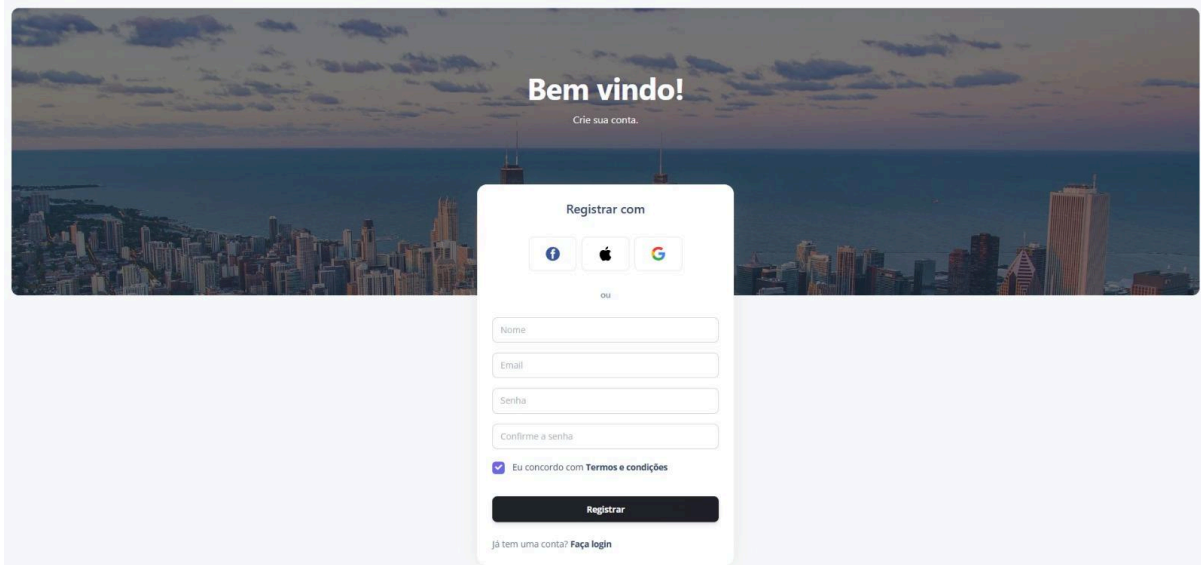 Bem vindo!
Crie sua conta.
Registrar com
ou
Nome
Email
Senha
Confirme a senha
Eu concordo com Termos e condições
Registrar
Já tem uma conta? Faça login